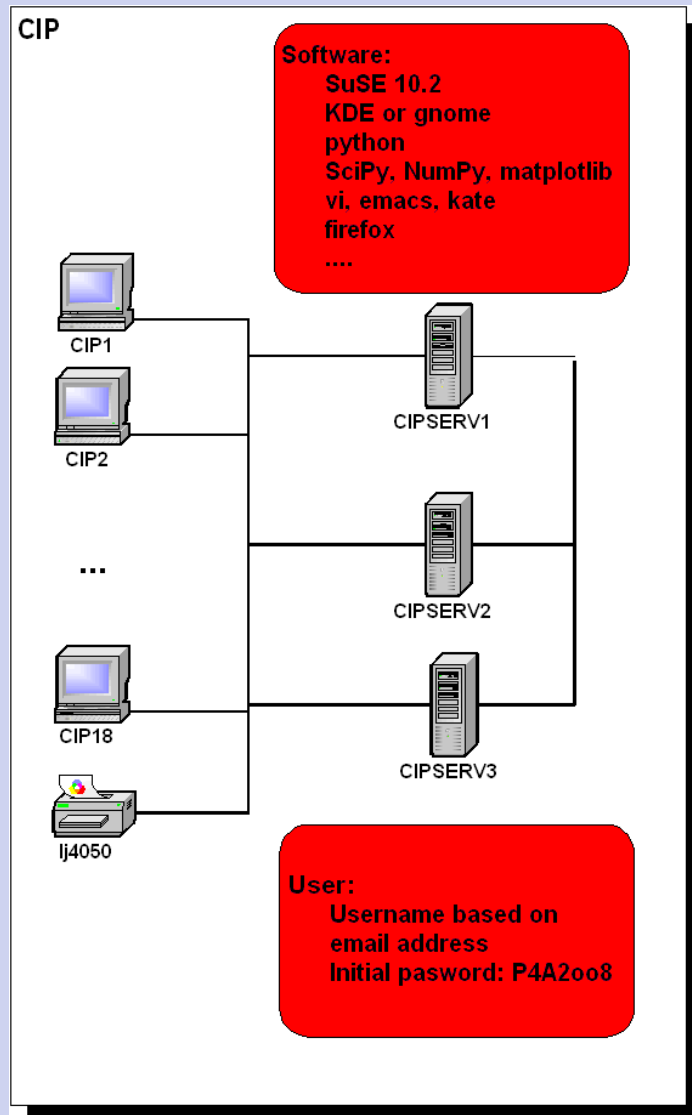 CIP
Software:
SuSE 10.2
KDE or gnome
python
SciPy, NumPy, matplotlib
vi, emacs, kate
firefox
....
CIP1
CIPSERV1
CIP2
...
CIPSERV2
CIP18
CIPSERV3
lj4050
User:
Username based on
email address
Initial pasword: P4A2oo8